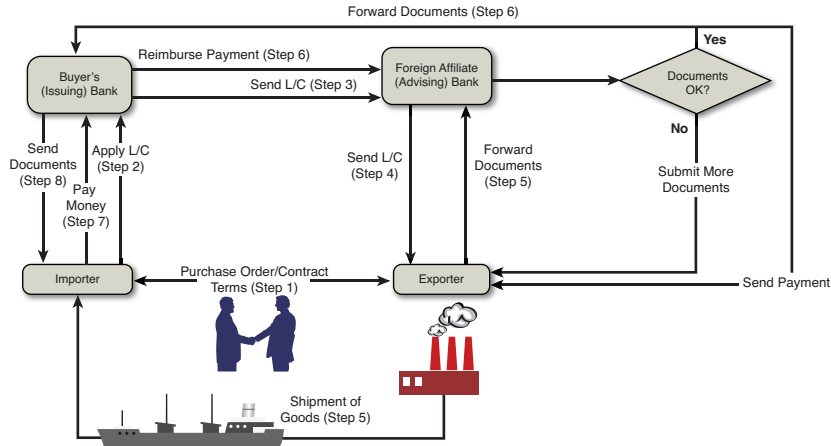 Forward Documents (Step 6)
Yes
Reimburse Payment (Step 6)
Buyer's
(Issuing) Bank
Foreign Affiliate
(Advising) Bank
Documents
OK?
Send L/C (Step 3)
No
Send
Documents
(Step 8)
Pay
Money
(Step 7)
Apply L/C
(Step 2)
Send L/C
(Step 4)
Forward
Documents
(Step 5)
Submit More
Documents
Importer
Purchase Order/Contract
Terms (Step 1)
Exporter
Send Payment
Shipment of
Goods (Step 5)